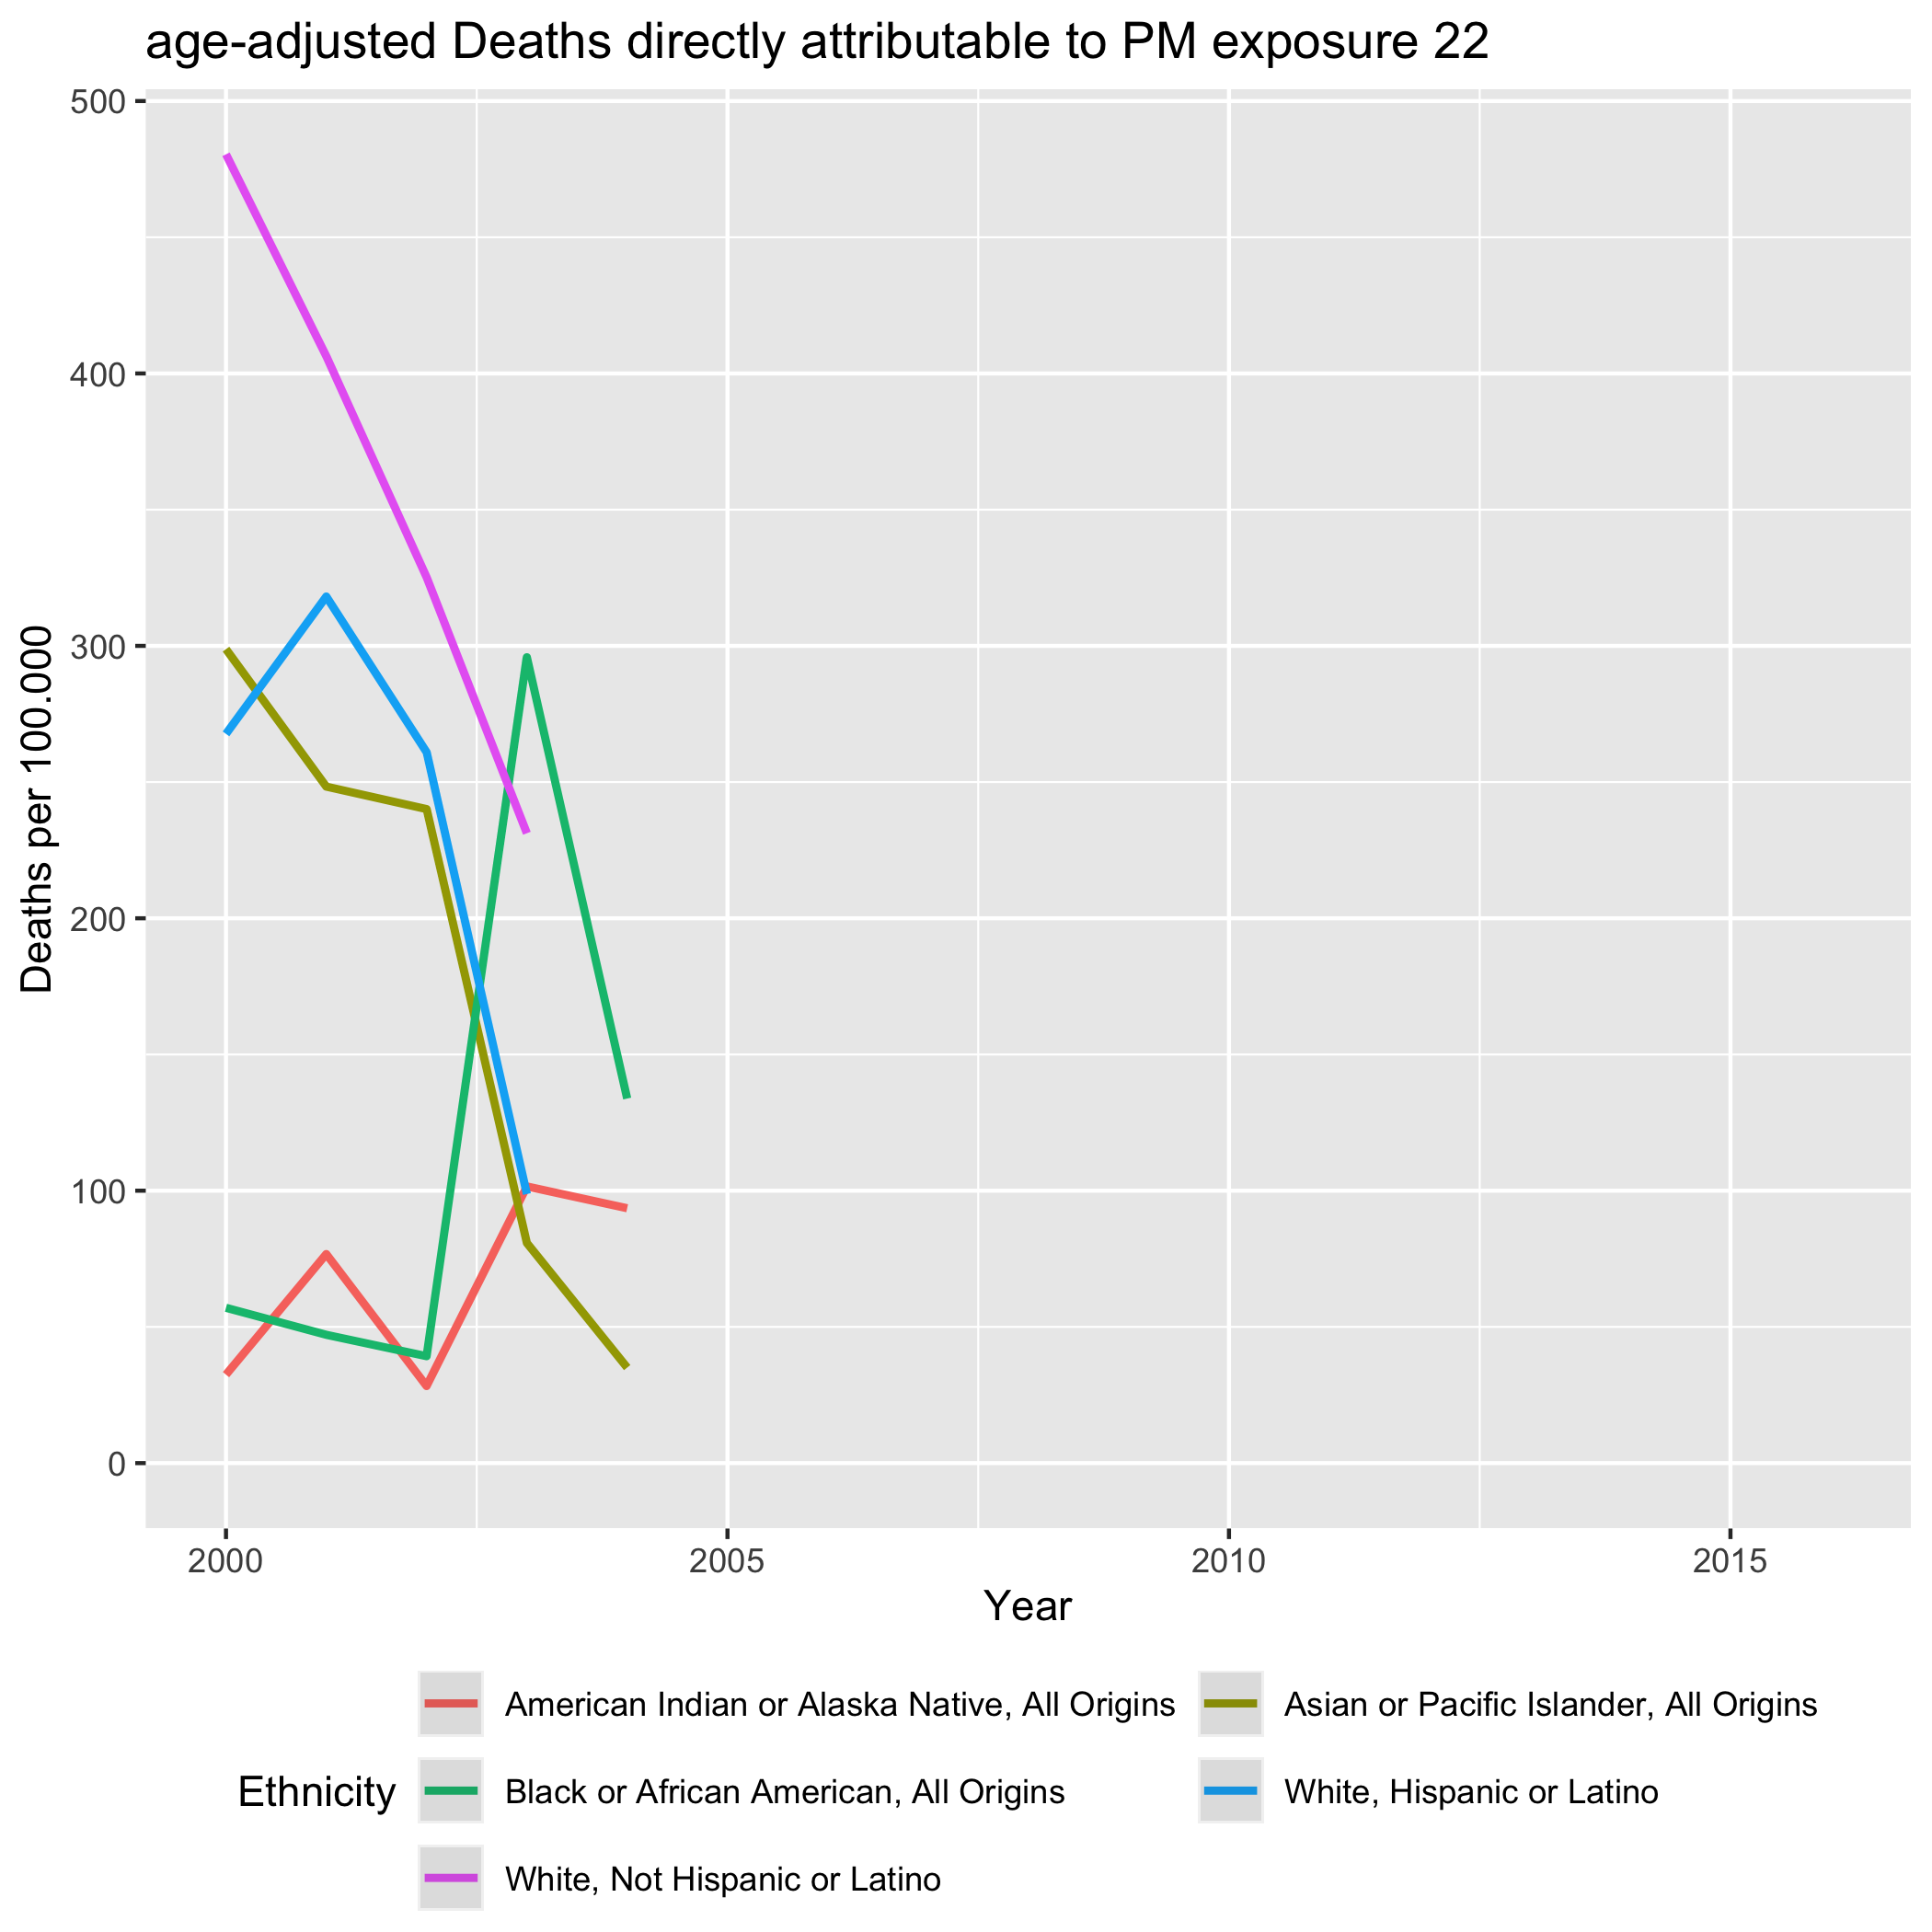 age-adjusted Deaths directly attributable to PM exposure 22
Deaths per 100.000
500
400
300
200
100
0
2000 2005 2010 2015
Year
Ethnicity
American Indian or Alaska Native, All Origins
Asian or Pacific Islander, All Origins
Black or African American, All Origins
White, Hispanic or Latino
White, Not Hispanic or Latino